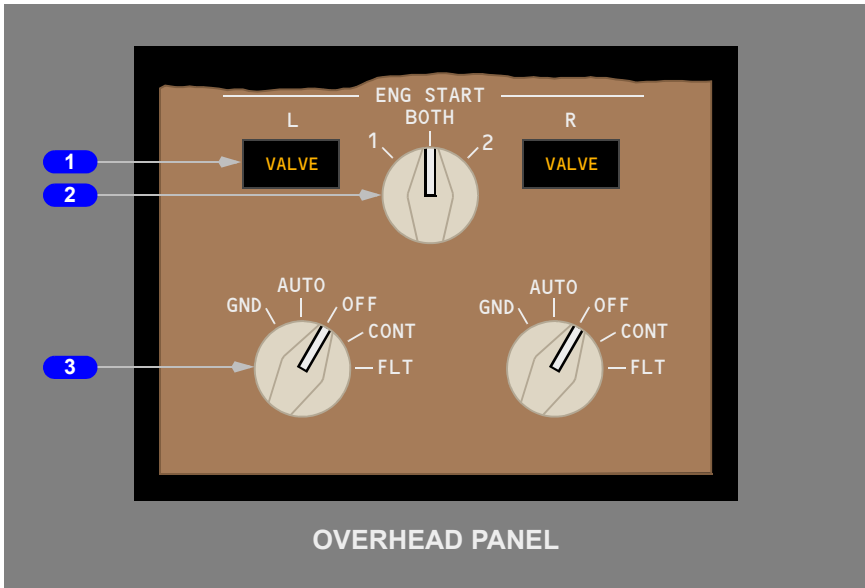 ENG START
L
BOTH
R
1
2
1
VALVE
VALVE
2
AUTO
AUTO
GND
OFF
GND
OFF
CONT
CONT
3
FLT
FLT
OVERHEAD PANEL